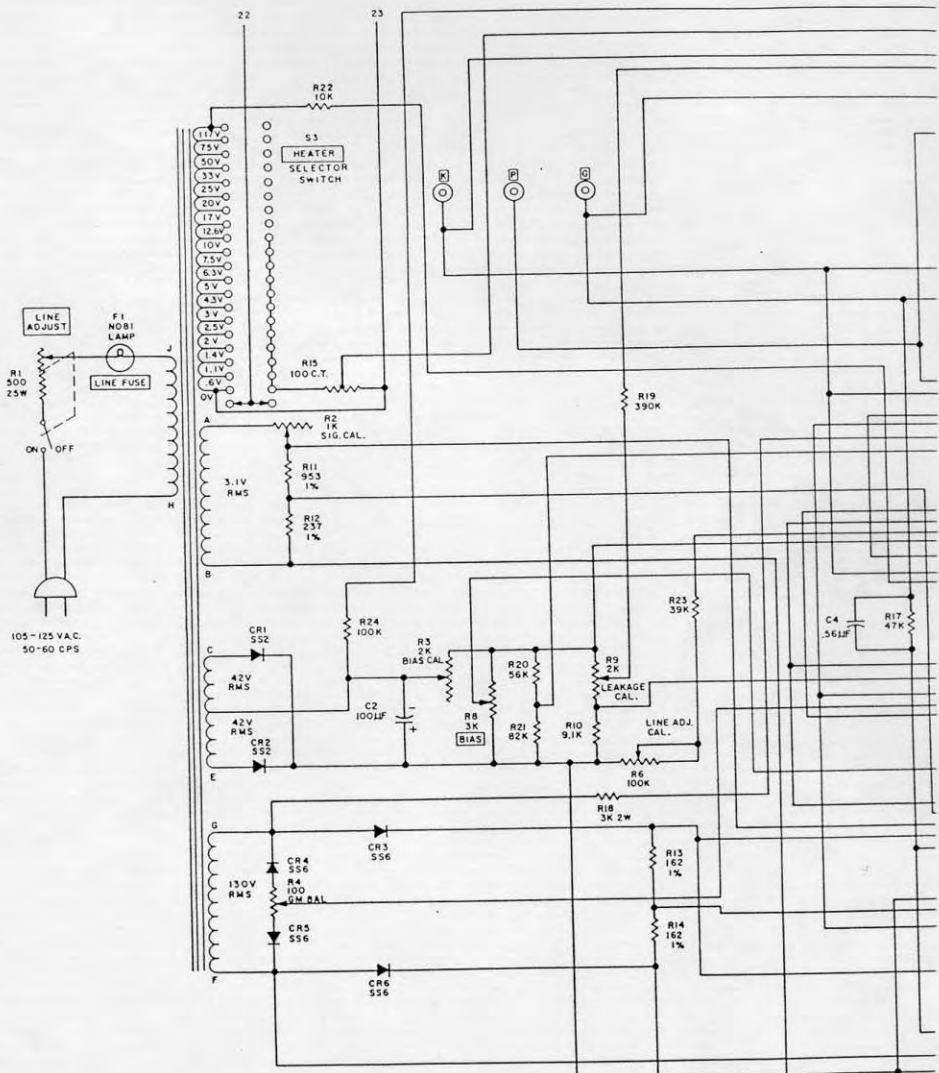 22
23
R22
10K
117V
75V
50V
33V
25V
20V
17V
12.6V
10V
7.5V
6.3V
5V
4.3V
3V
2.5V
2V
1.4V
1.1V
.6V
0V
S3
HEATER
SELECTOR
SWITCH
K
P
G
LINE
ADJUST
F1
NO81
LAMP
LINE FUSE
R1
500
25W
ON
OFF
J
H
105-125 V.A.C.
50-60 CPS
R15
100 C.T.
R19
390K
A
R2
1K
SIG. CAL.
3.1V
RMS
R11
953
1%
R12
237
1%
B
R23
39K
C4
.56µF
R17
47K
R24
100K
C
CR1
SS2
42V
RMS
42V
RMS
CR2
SS2
E
C2
100µF
-
+
R3
2K
BIAS CAL
R8
3K
BIAS
R20
56K
R21
82K
R9
2K
LEAKAGE
CAL.
R10
9.1K
LINE ADJ.
CAL.
R6
100K
R18
3K 2W
G
130V
RMS
CR3
SS6
CR4
SS6
R4
100
GM BAL
CR5
SS6
F
CR6
SS6
R13
162
1%
R14
162
1%